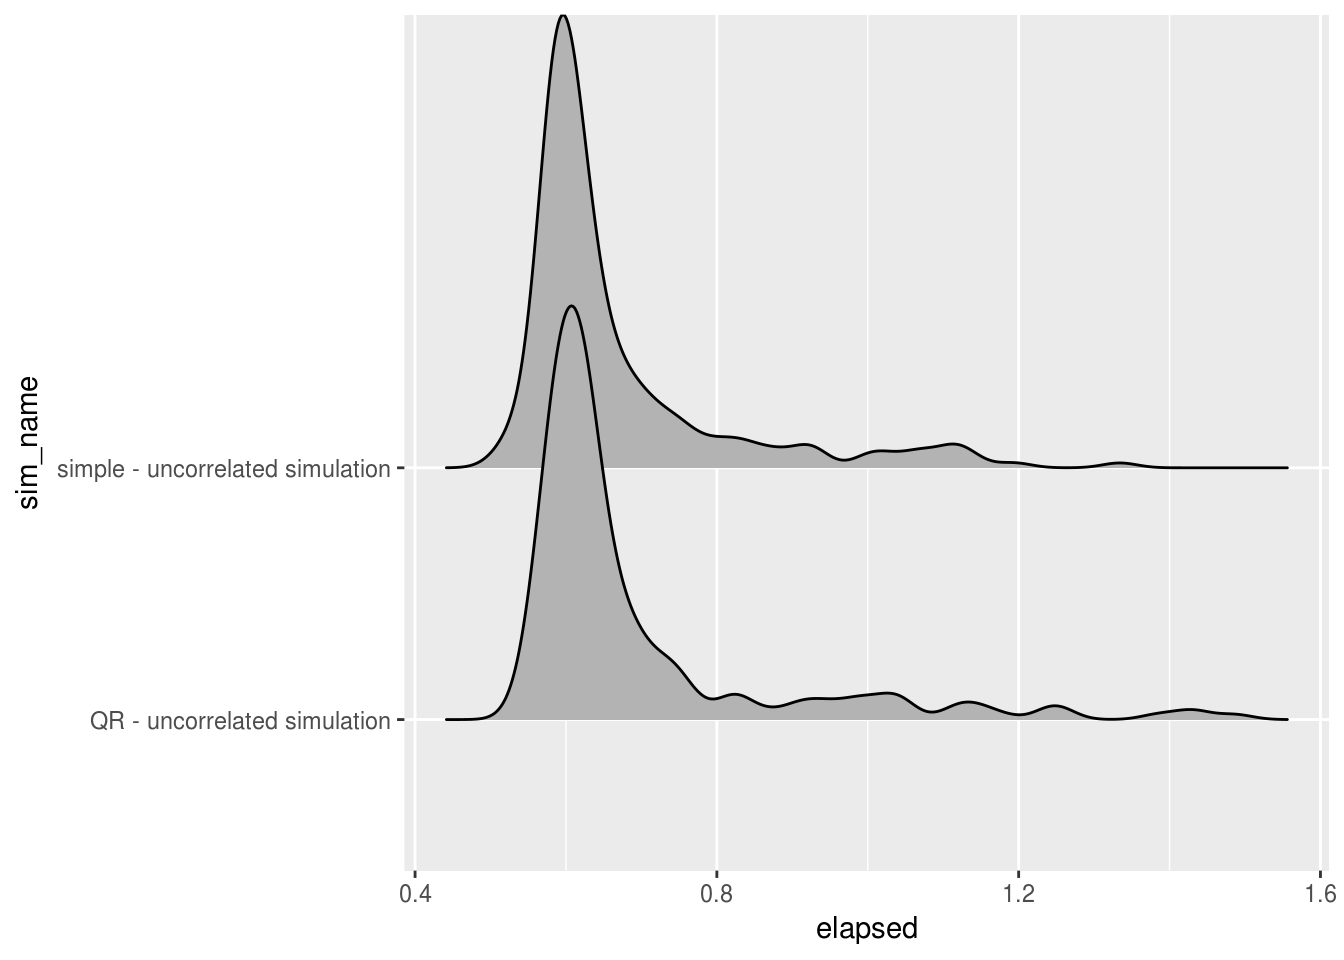 sim_name
simple - uncorrelated simulation
QR - uncorrelated simulation
0.4 0.8 1.2 1.6
elapsed